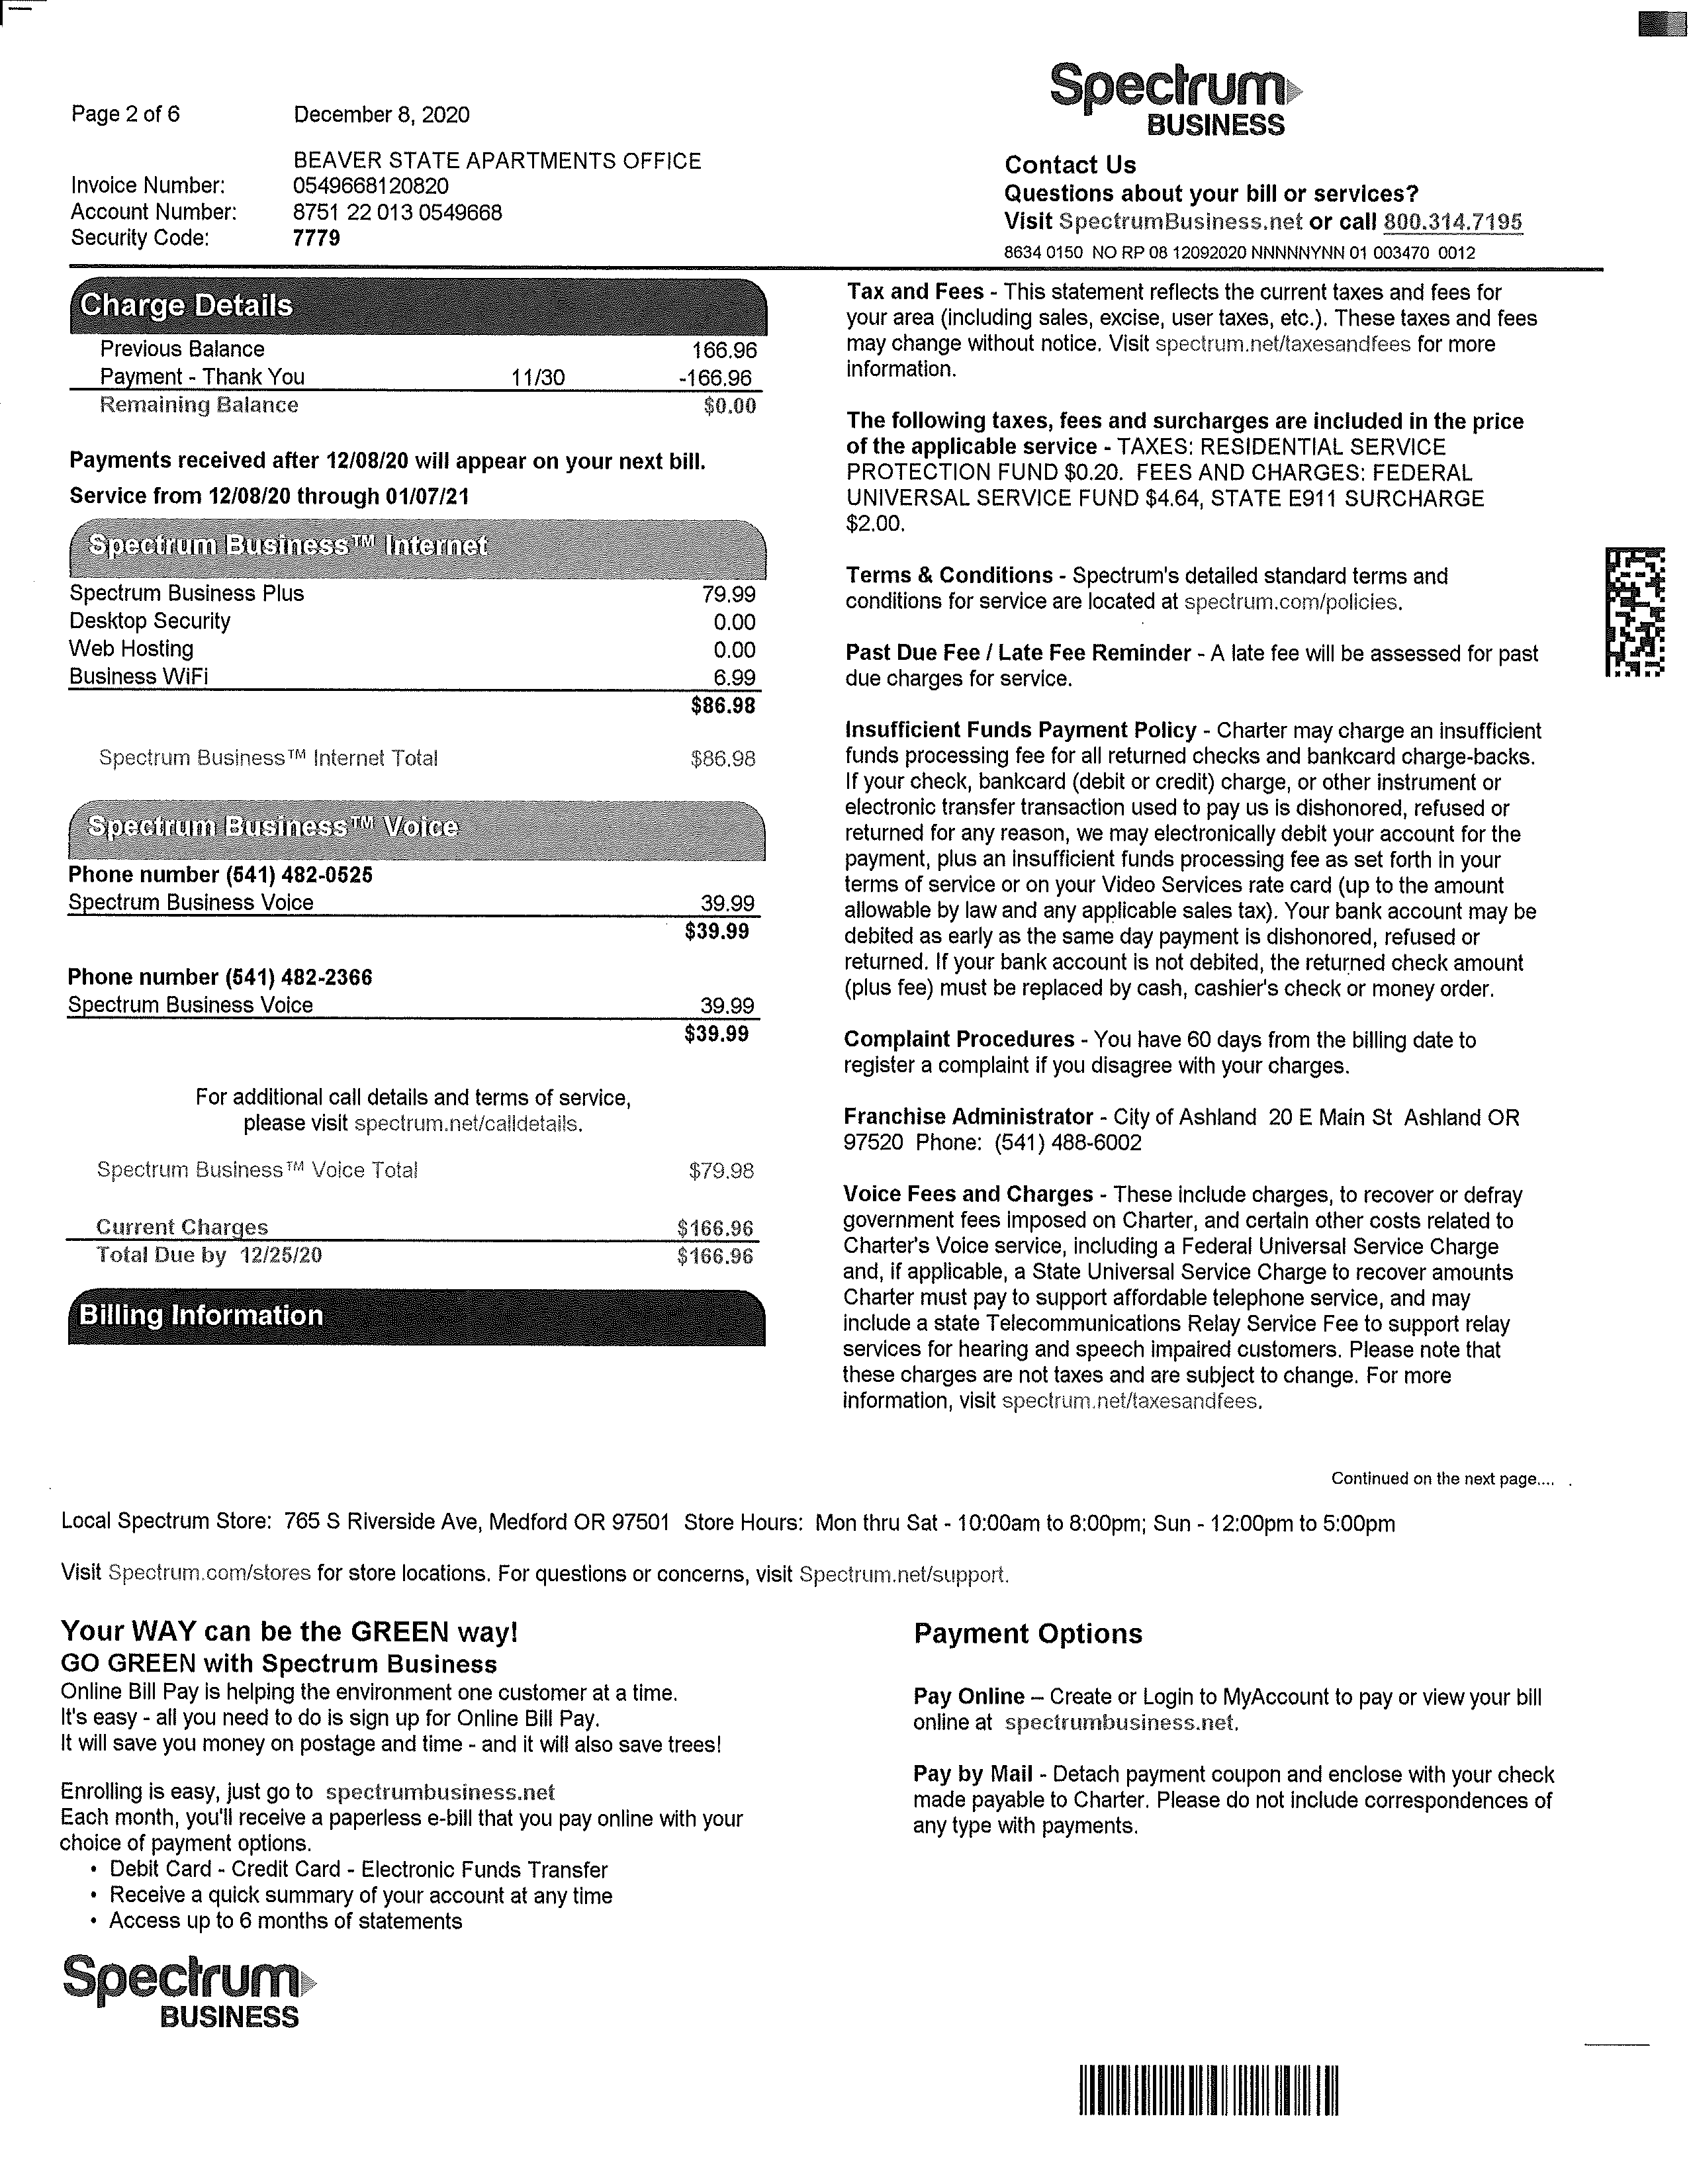 Page 2 of 6 December 8, 2020
BEAVER STATE APARTMENTS OFFICE
Invoice Number: 0549668120820
Account Number: 8751 22 013 0549668
Security Code: 7779
Spectrum
BUSINESS
Contact Us
Questions about your bill or services?
Visit SpectrumBusiness.net or call 800.314.7195
8634 0150 NO RP 08 12092020 NNNNNYNN 01 003470 0012
Charge Details
Previous Balance 166.96
Payment - Thank You 11/30 -166.96
Remaining Balance $0.00
Payments received after 12/08/20 will appear on your next bill.
Service from 12/08/20 through 01/07/21
Spectrum Business™ Internet
Spectrum Business Plus 79.99
Desktop Security 0.00
Web Hosting 0.00
Business WiFi 6.99
$86.98
Spectrum Business™ Internet Total $86.98
Spectrum Business™ Voice
Phone number (541) 482-0525
Spectrum Business Voice 39.99
$39.99
Phone number (541) 482-2366
Spectrum Business Voice 39.99
$39.99
For additional call details and terms of service,
please visit spectrum.net/calldetails.
Spectrum Business™ Voice Total $79.98
Current Charges $166.96
Total Due by 12/25/20 $166.96
Billing Information
Tax and Fees - This statement reflects the current taxes and fees for
your area (including sales, excise, user taxes, etc.). These taxes and fees
may change without notice. Visit spectrum.net/taxesandfees for more
information.
The following taxes, fees and surcharges are included in the price
of the applicable service - TAXES: RESIDENTIAL SERVICE
PROTECTION FUND $0.20. FEES AND CHARGES: FEDERAL
UNIVERSAL SERVICE FUND $4.64, STATE E911 SURCHARGE
$2.00.
Terms & Conditions - Spectrum's detailed standard terms and
conditions for service are located at spectrum.com/policies.
Past Due Fee / Late Fee Reminder - A late fee will be assessed for past
due charges for service.
Insufficient Funds Payment Policy - Charter may charge an insufficient
funds processing fee for all returned checks and bankcard charge-backs.
If your check, bankcard (debit or credit) charge, or other instrument or
electronic transfer transaction used to pay us is dishonored, refused or
returned for any reason, we may electronically debit your account for the
payment, plus an insufficient funds processing fee as set forth in your
terms of service or on your Video Services rate card (up to the amount
allowable by law and any applicable sales tax). Your bank account may be
debited as early as the same day payment is dishonored, refused or
returned. If your bank account is not debited, the returned check amount
(plus fee) must be replaced by cash, cashier's check or money order.
Complaint Procedures - You have 60 days from the billing date to
register a complaint if you disagree with your charges.
Franchise Administrator - City of Ashland 20 E Main St Ashland OR
97520 Phone: (541) 488-6002
Voice Fees and Charges - These include charges, to recover or defray
government fees imposed on Charter, and certain other costs related to
Charter's Voice service, including a Federal Universal Service Charge
and, if applicable, a State Universal Service Charge to recover amounts
Charter must pay to support affordable telephone service, and may
include a state Telecommunications Relay Service Fee to support relay
services for hearing and speech impaired customers. Please note that
these charges are not taxes and are subject to change. For more
information, visit spectrum.net/taxesandfees.
Continued on the next page....
Local Spectrum Store: 765 S Riverside Ave, Medford OR 97501 Store Hours: Mon thru Sat - 10:00am to 8:00pm; Sun - 12:00pm to 5:00pm
Visit Spectrum.com/stores for store locations. For questions or concerns, visit Spectrum.net/support.
Your WAY can be the GREEN way!
GO GREEN with Spectrum Business
Online Bill Pay is helping the environment one customer at a time.
It's easy - all you need to do is sign up for Online Bill Pay.
It will save you money on postage and time - and it will also save trees!
Enrolling is easy, just go to spectrumbusiness.net
Each month, you'll receive a paperless e-bill that you pay online with your
choice of payment options.
• Debit Card - Credit Card - Electronic Funds Transfer
• Receive a quick summary of your account at any time
• Access up to 6 months of statements
Payment Options
Pay Online – Create or Login to MyAccount to pay or view your bill
online at spectrumbusiness.net.
Pay by Mail - Detach payment coupon and enclose with your check
made payable to Charter. Please do not include correspondences of
any type with payments.
Spectrum
BUSINESS